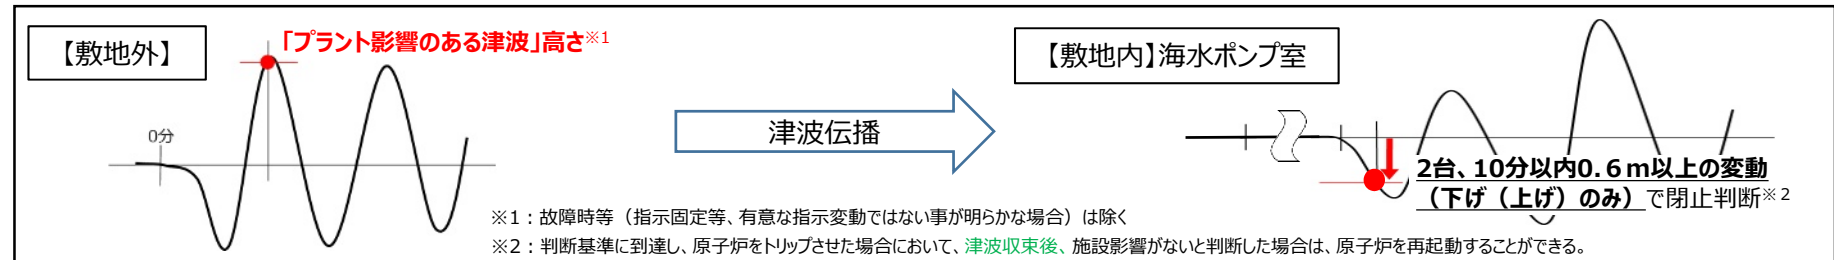 【敷地外】
「プラント影響のある津波」高さ※1
0分
津波伝播
【敷地内】海水ポンプ室
2台、10分以内0.6m以上の変動
(下げ(上げ)のみ)で閉止判断※2
※1：故障時等（指示固定等、有意な指示変動ではない事が明らかな場合）は除く
※2：判断基準に到達し、原子炉をトリップさせた場合において、津波収束後、施設影響がないと判断した場合は、原子炉を再起動することができる。